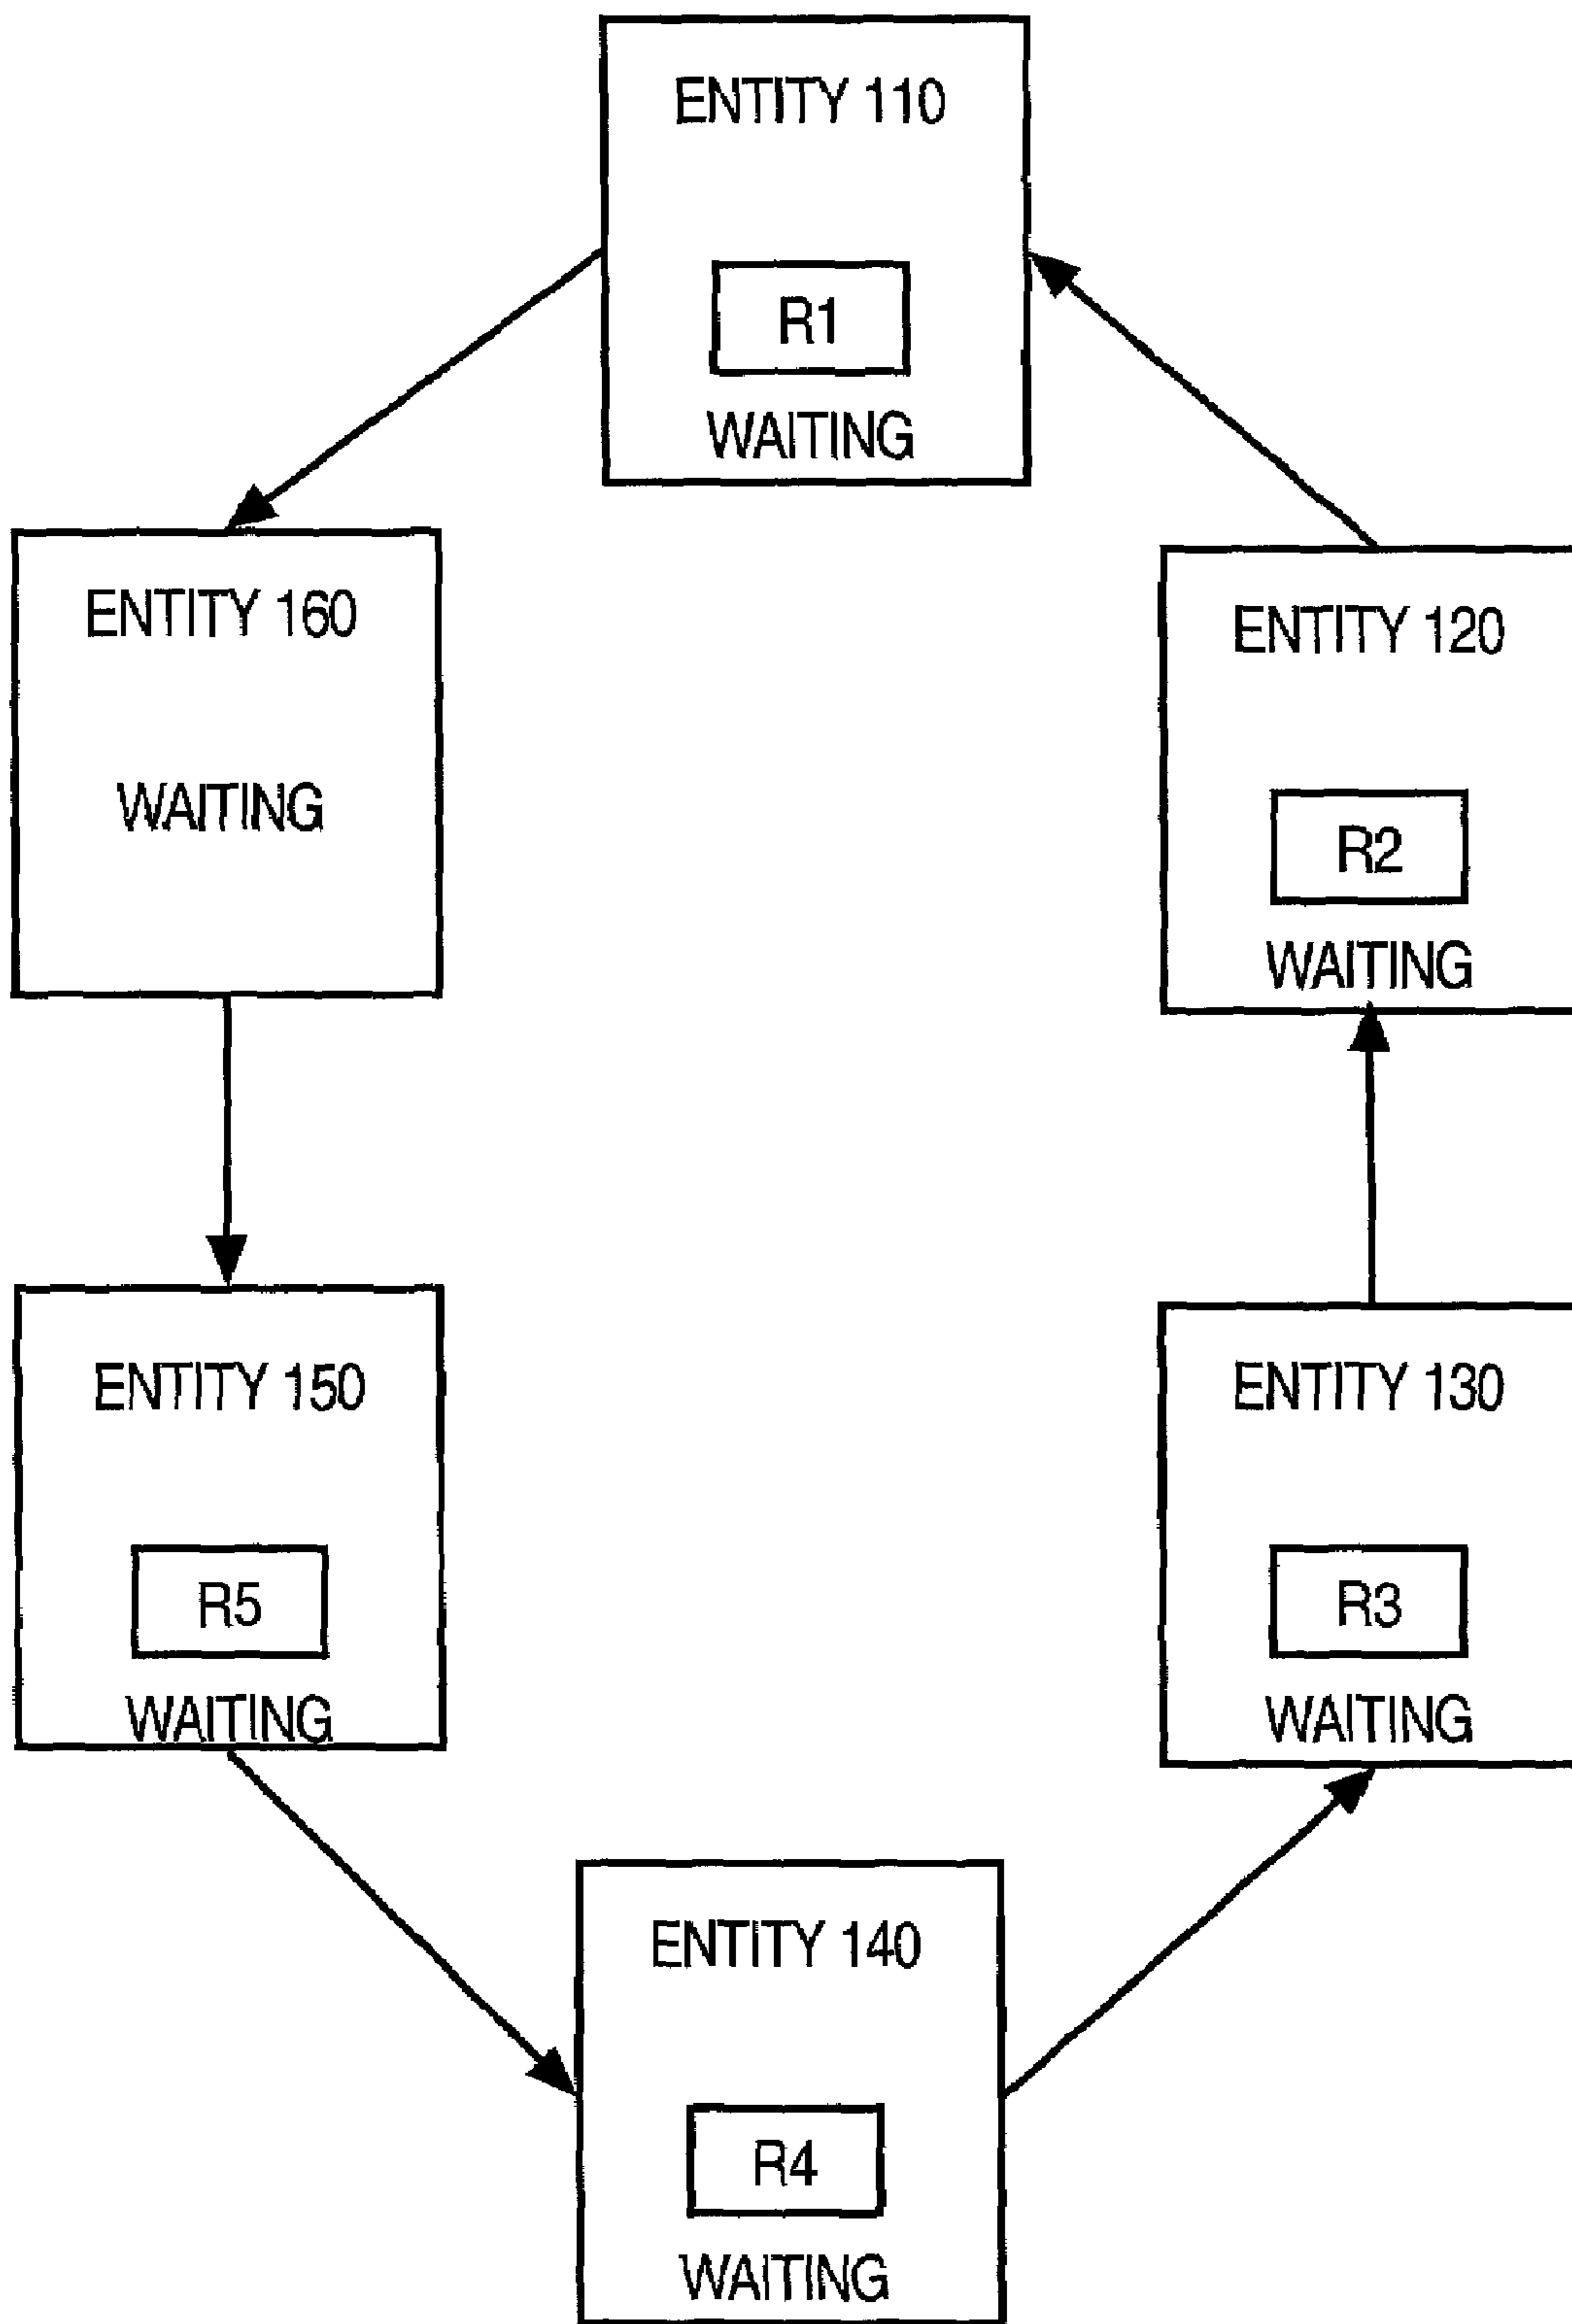 ENTITY 110
R1
WAITING
ENTITY 160
WAITING
ENTITY 120
R2
WAITING
ENTITY 150
R5
WAITING
ENTITY 130
R3
WAITING
ENTITY 140
R4
WAITING